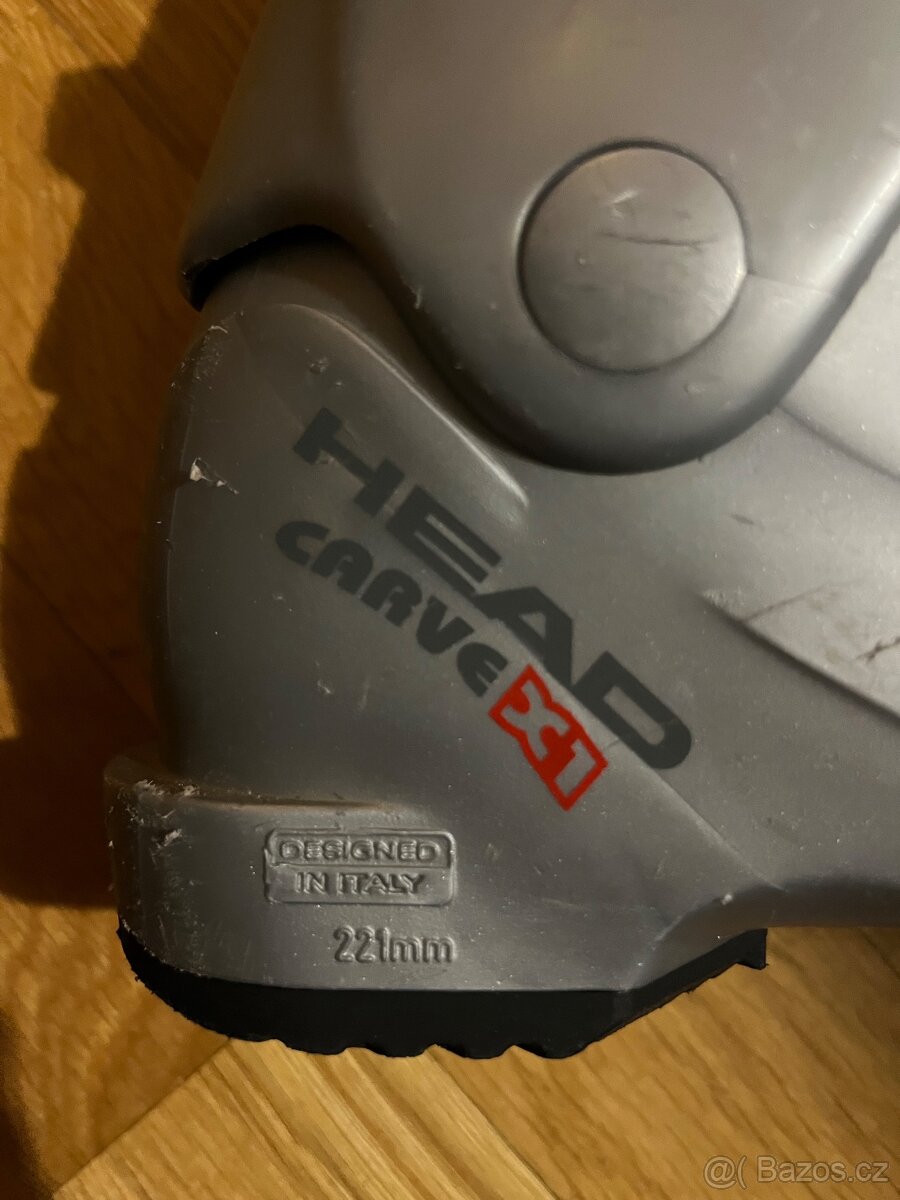 HEAD
CARVE X1
DESIGNED
IN ITALY
221mm
@( Bazos.cz